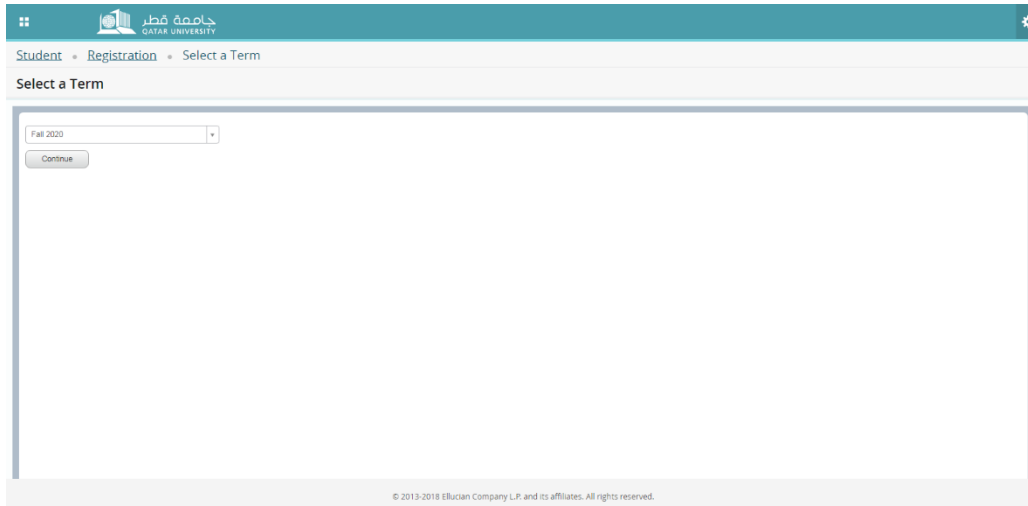 جامعة قطر
QATAR UNIVERSITY
Student • Registration • Select a Term
Select a Term
Fall 2020
Continue
© 2013-2018 Ellucian Company L.P. and its affiliates. All rights reserved.